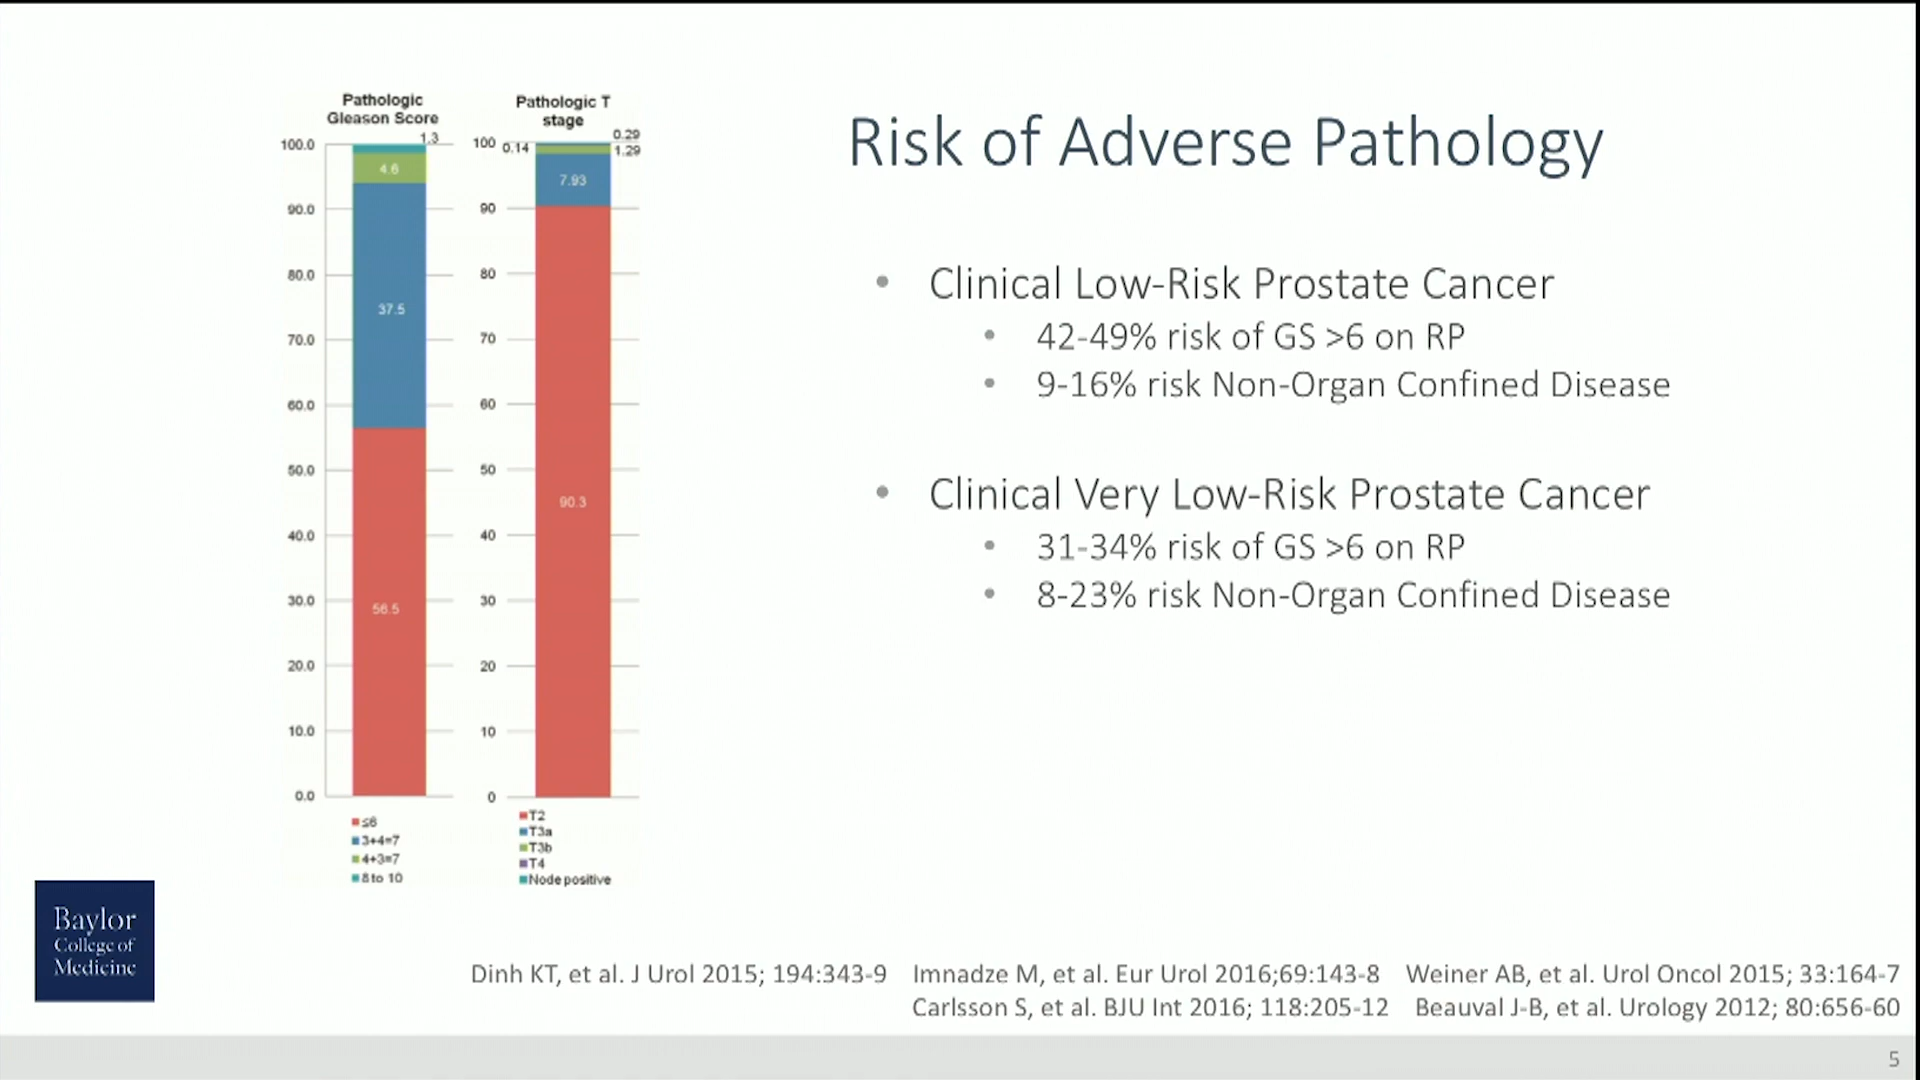 Pathologic
Gleason Score
1.3
100.0
4.6
90.0
80.0
37.5
70.0
60.0
50.0
40.0
30.0
56.5
20.0
10.0
0.0
≤6
3+4=7
4+3=7
8 to 10
Pathologic T
stage
0.29
100
0.14
1.29
7.93
90
80
70
60
50
90.3
40
30
20
10
0
T2
T3a
T3b
T4
Node positive
Risk of Adverse Pathology
• Clinical Low-Risk Prostate Cancer
• 42-49% risk of GS >6 on RP
• 9-16% risk Non-Organ Confined Disease
• Clinical Very Low-Risk Prostate Cancer
• 31-34% risk of GS >6 on RP
• 8-23% risk Non-Organ Confined Disease
Baylor
College of
Medicine
Dinh KT, et al. J Urol 2015; 194:343-9 Imnadze M, et al. Eur Urol 2016;69:143-8 Weiner AB, et al. Urol Oncol 2015; 33:164-7
Carlsson S, et al. BJU Int 2016; 118:205-12 Beauval J-B, et al. Urology 2012; 80:656-60
5